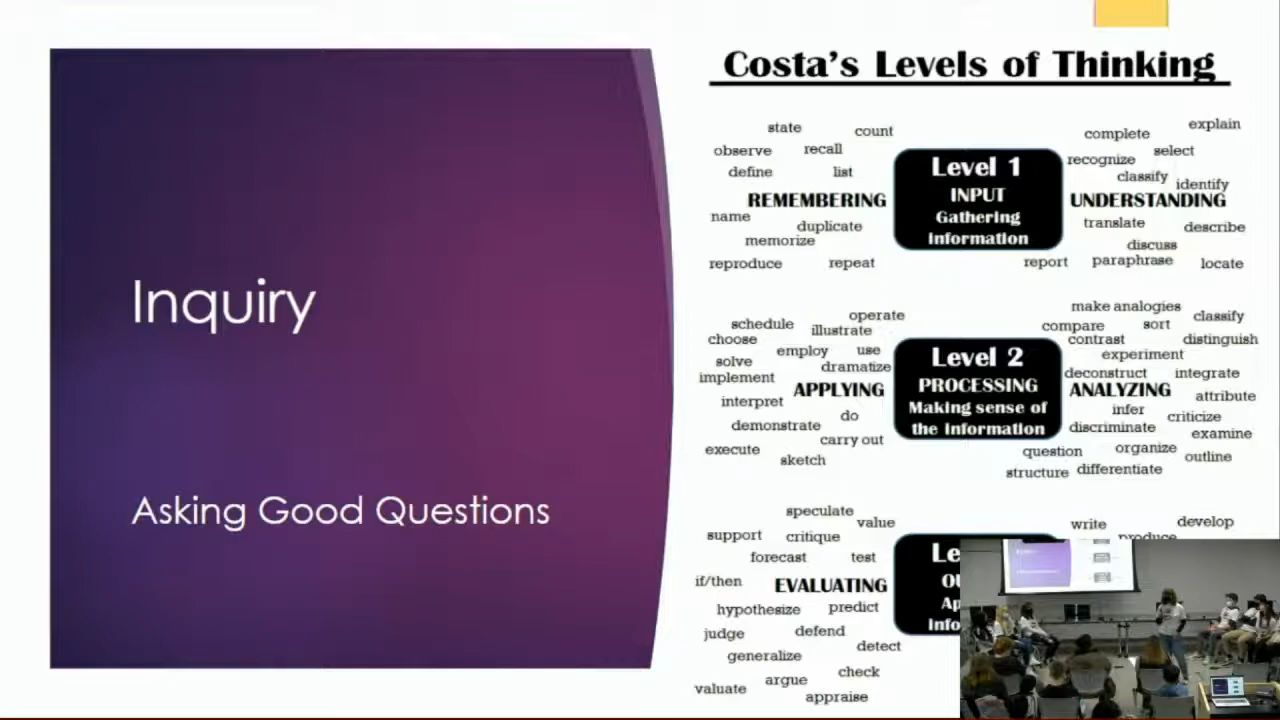 Inquiry
Asking Good Questions
Costa's Levels of Thinking
state
count
observe
recall
define
list
REMEMBERING
name
duplicate
memorize
reproduce
repeat
Level 1
INPUT
Gathering
Information
explain
complete
select
recognize
classify
identify
UNDERSTANDING
translate
describe
discuss
report
paraphrase
locate
operate
schedule
illustrate
choose
employ
use
solve
dramatize
implement
APPLYING
interpret
do
demonstrate
carry out
execute
sketch
Level 2
PROCESSING
Making sense of
the information
make analogies
classify
compare
sort
contrast
distinguish
experiment
deconstruct
integrate
ANALYZING
attribute
infer
criticize
discriminate
examine
question
organize
outline
structure
differentiate
speculate
value
support
critique
forecast
test
if/then
EVALUATING
hypothesize
predict
judge
defend
detect
generalize
check
argue
valuate
appraise
write
develop